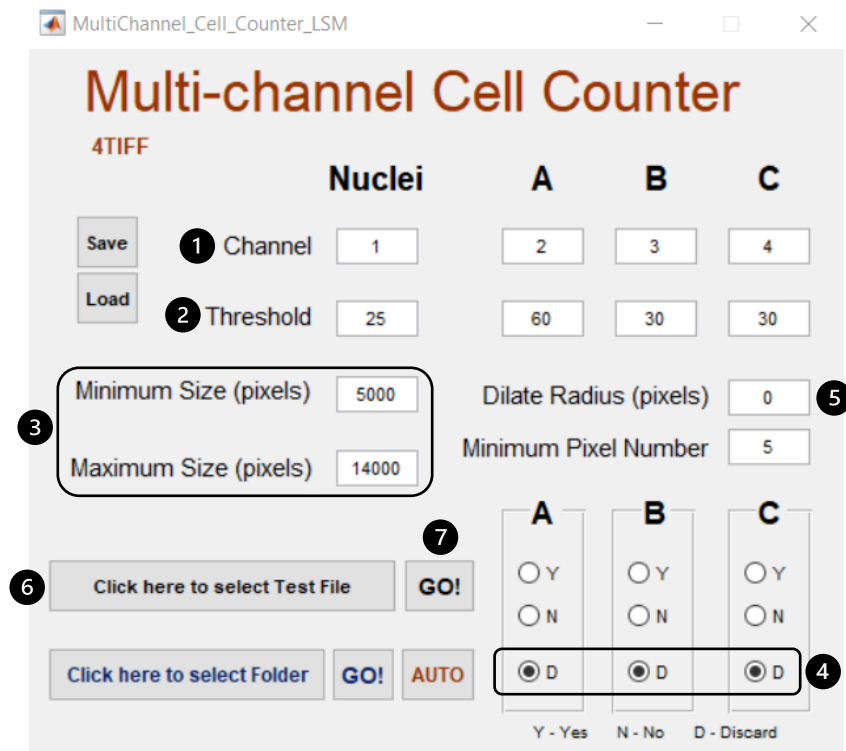 MultiChannel_Cell_Counter_LSM
Multi-channel Cell Counter
4TIFF
Nuclei A B C
Save 1 Channel 1 2 3 4
Load
2 Threshold 25 60 30 30
3 Minimum Size (pixels) 5000 Dilate Radius (pixels) 0 5
Maximum Size (pixels) 14000 Minimum Pixel Number 5
A B C
7
6 Click here to select Test File GO! Y Y Y
N N N
Click here to select Folder GO! AUTO D D D 4
Y - Yes N - No D - Discard